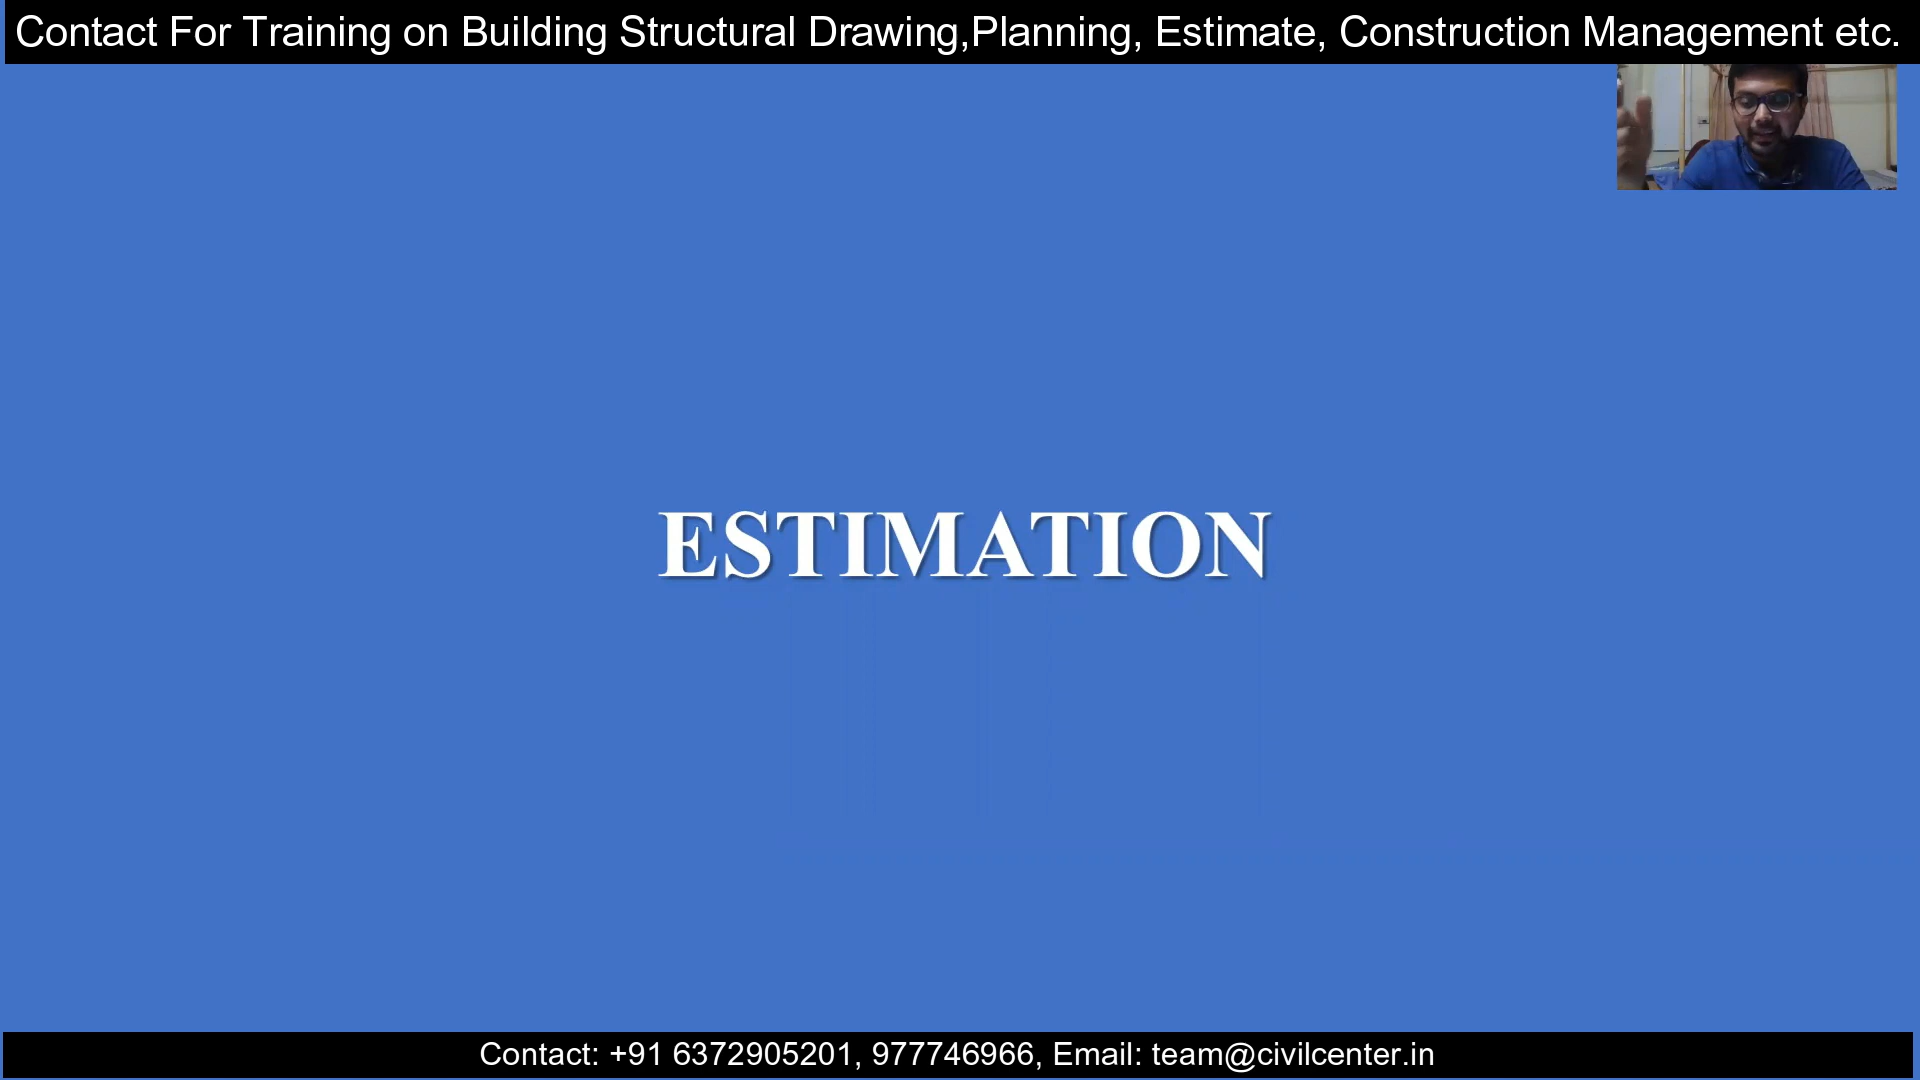 Contact For Training on Building Structural Drawing,Planning, Estimate, Construction Management etc.
ESTIMATION
Contact: +91 6372905201, 977746966, Email: team@civilcenter.in